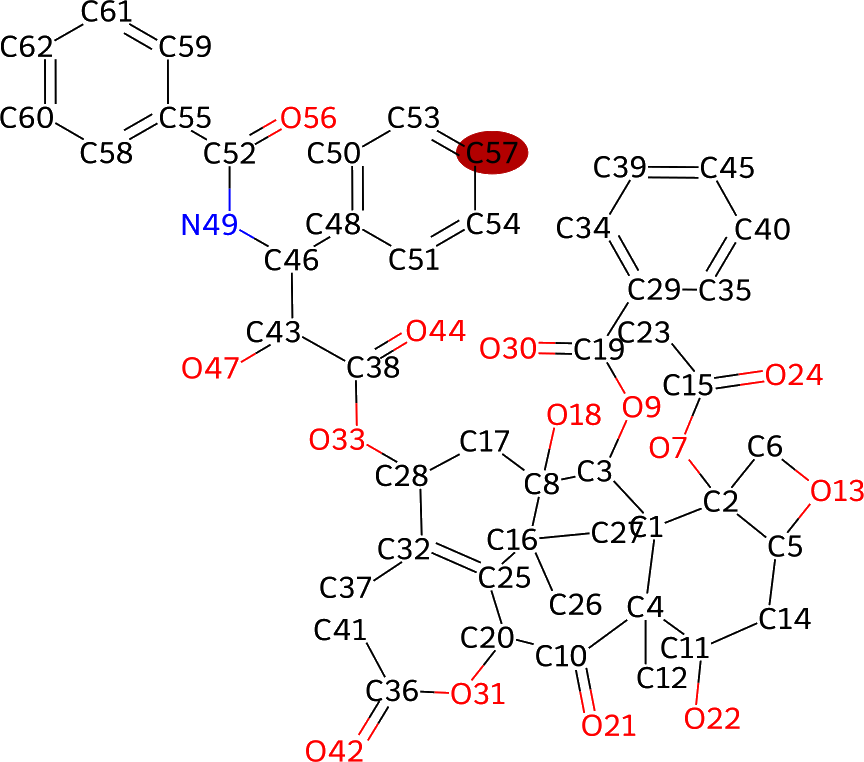 C61
C62 C59
C60 C55 O56 C53
C58 C52 C50 C57
C39 C45
N49 C48 C54 C34 C40
C46 C51
C29 C35
C43 O44 O30 C19 C23
O47 C38 C15 O24
O18 O9
O33 C17 O7 C6
C28 C8 C3 O13
C2
C32 C16 C27 C1 C5
C25
C37 C26 C4 C14
C41 C20 C10 C11
C36 O31 C12
O42 O21 O22